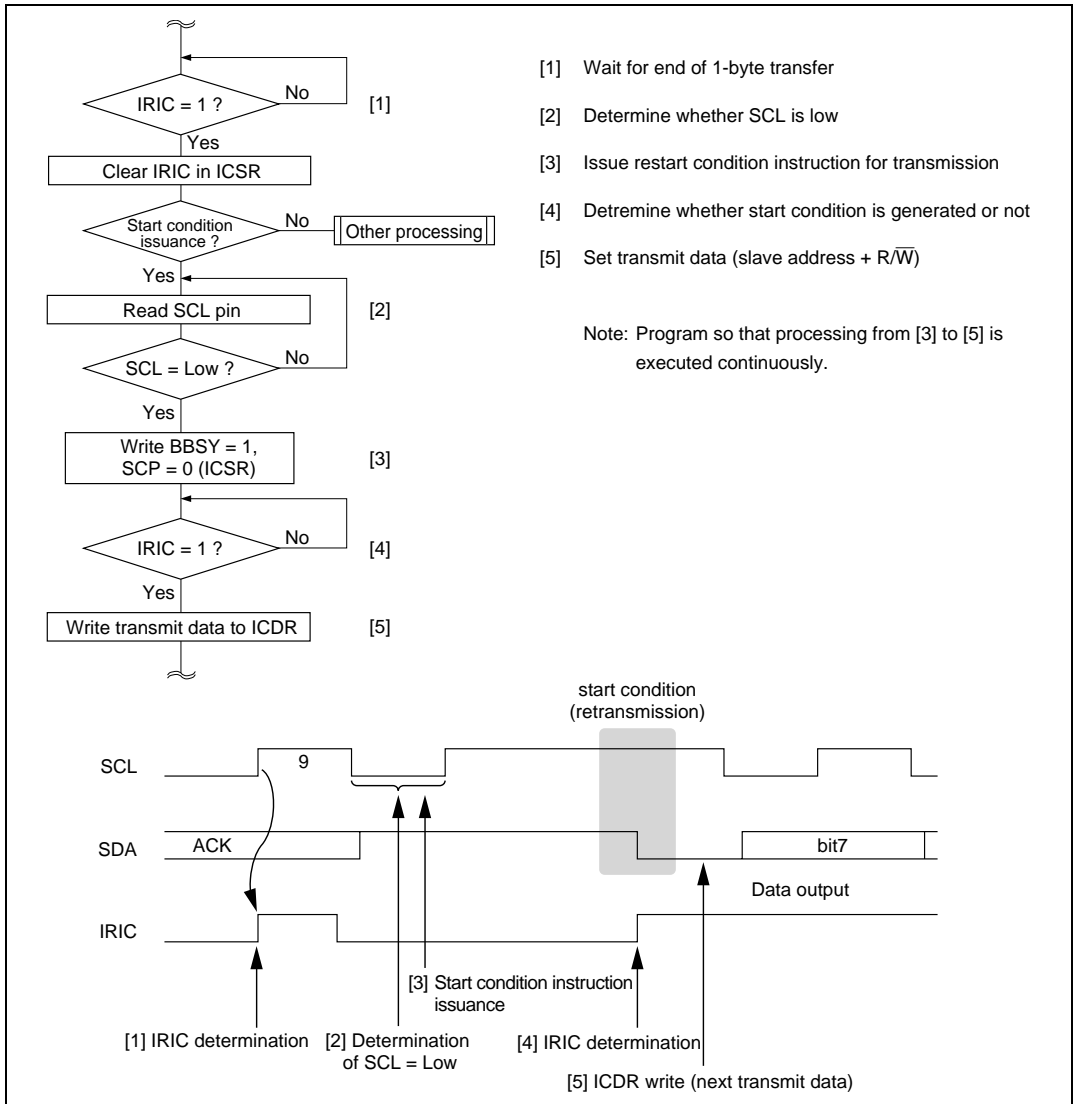 IRIC = 1 ?
No
[1]
Yes
Clear IRIC in ICSR
Start condition
issuance ?
No
Other processing
Yes
Read SCL pin
[2]
SCL = Low ?
No
Yes
Write BBSY = 1,
SCP = 0 (ICSR)
[3]
IRIC = 1 ?
No
[4]
Yes
Write transmit data to ICDR
[5]
[1] Wait for end of 1-byte transfer
[2] Determine whether SCL is low
[3] Issue restart condition instruction for transmission
[4] Detremine whether start condition is generated or not
[5] Set transmit data (slave address + R/W̅)
Note: Program so that processing from [3] to [5] is
executed continuously.
start condition
(retransmission)
SCL
9
SDA
ACK
bit7
Data output
IRIC
[3] Start condition instruction
issuance
[1] IRIC determination
[2] Determination
of SCL = Low
[4] IRIC determination
[5] ICDR write (next transmit data)